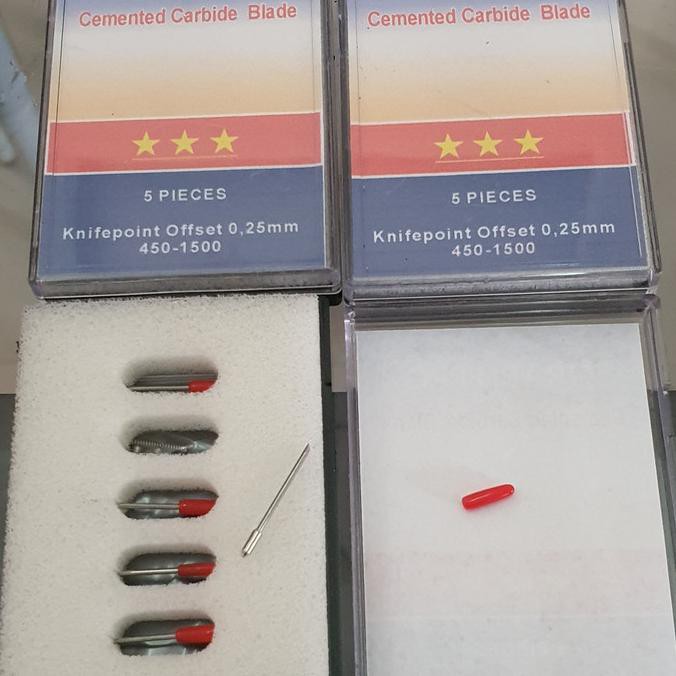 Cemented Carbide Blade
5 PIECES
Knifepoint Offset 0,25mm
450-1500
Cemented Carbide Blade
5 PIECES
Knifepoint Offset 0,25mm
450-1500